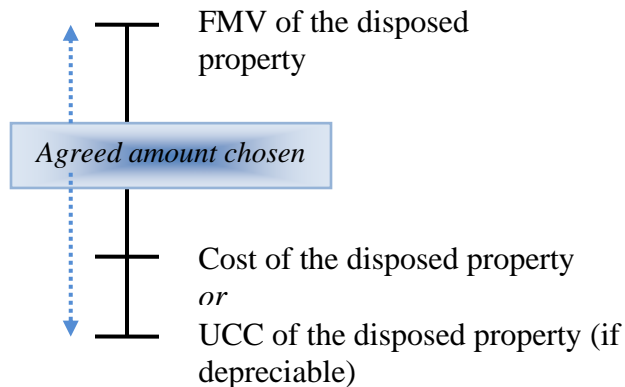 FMV of the disposed
property
Agreed amount chosen
Cost of the disposed property
or
UCC of the disposed property (if
depreciable)